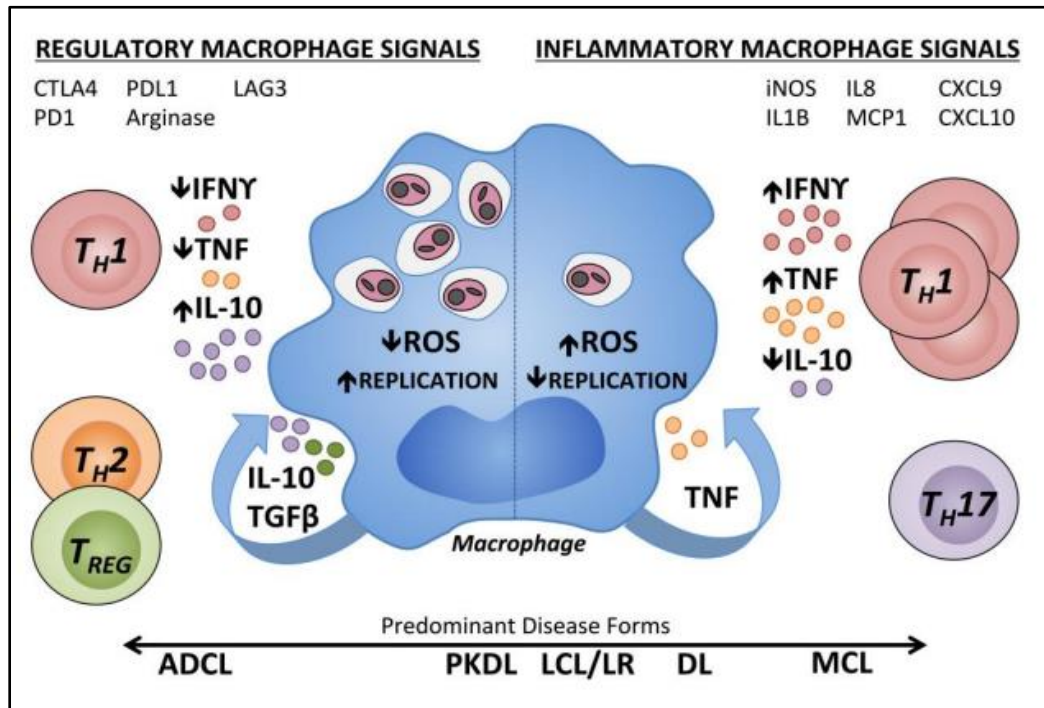 REGULATORY MACROPHAGE SIGNALS
CTLA4 PDL1 LAG3
PD1 Arginase
INFLAMMATORY MACROPHAGE SIGNALS
iNOS IL8 CXCL9
IL1B MCP1 CXCL10
TH1
↓IFNϒ
↓TNF
↑IL-10
TH2
TREG
IL-10
TGFβ
↓ROS
↑REPLICATION
↑ROS
↓REPLICATION
Macrophage
TNF
↑IFNϒ
↑TNF
↓IL-10
TH1
TH17
Predominant Disease Forms
ADCL PKDL LCL/LR DL MCL